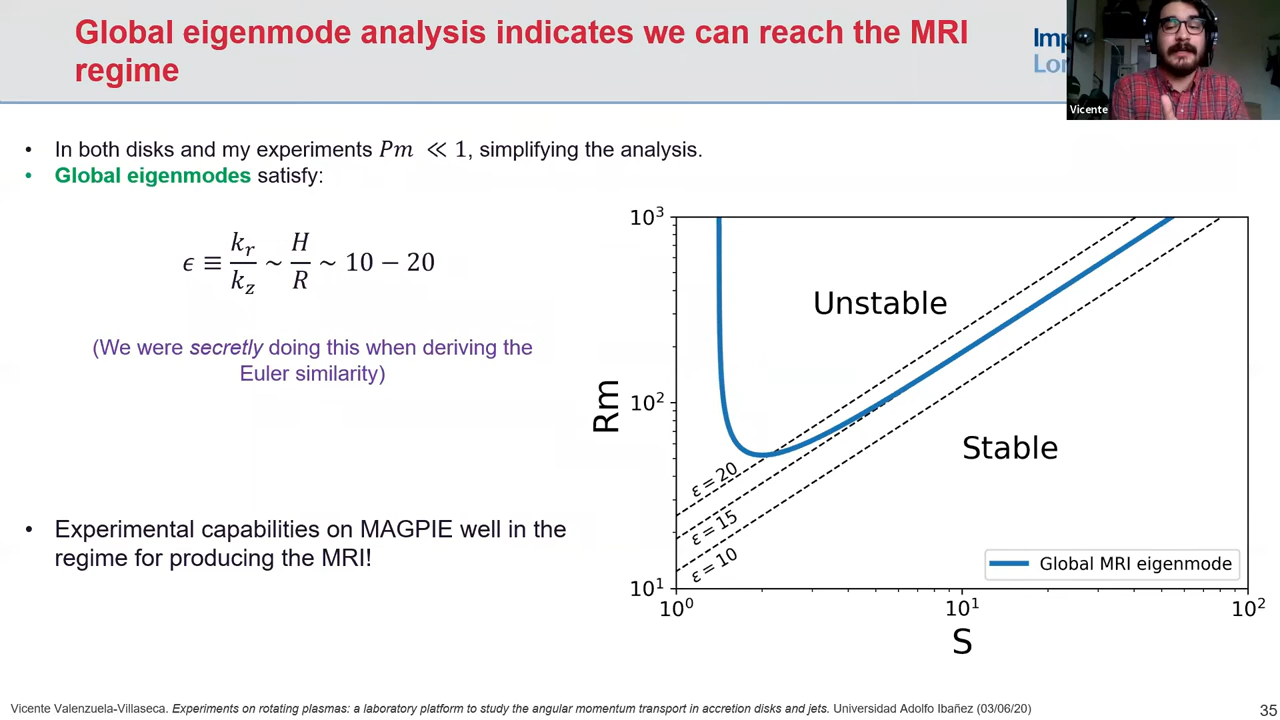 Global eigenmode analysis indicates we can reach the MRI
regime
Imp
Lon
Vicente
• In both disks and my experiments Pm ≪ 1, simplifying the analysis.
• Global eigenmodes satisfy:
ϵ ≡ k_r/k_z ~ H/R ~ 10 − 20
(We were secretly doing this when deriving the
Euler similarity)
• Experimental capabilities on MAGPIE well in the
regime for producing the MRI!
10³
10²
10¹
Rm
Unstable
Stable
ε = 20
ε = 15
ε = 10
Global MRI eigenmode
10⁰
10¹
10²
S
Vicente Valenzuela-Villaseca. Experiments on rotating plasmas: a laboratory platform to study the angular momentum transport in accretion disks and jets. Universidad Adolfo Ibañez (03/06/20)
35